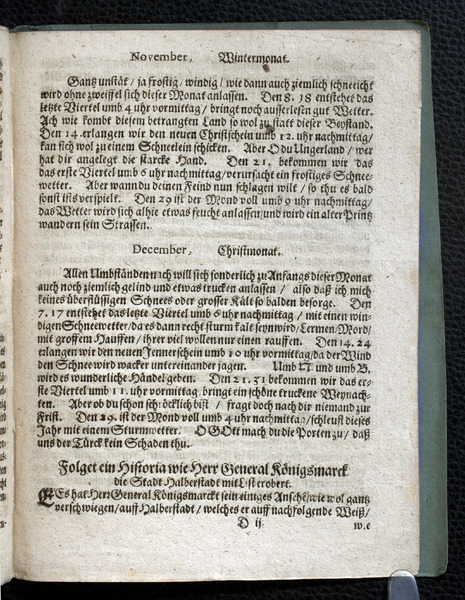 November, Wintermonat.
Gantz unstät / ja frostig / windig / wie dann auch ziemlich schneeicht
wird ohne zweiffel sich dieser Monat anlassen. Den 8. 18 entstehet das
letzte Viertel umb 4 uhr vormittag / bringt noch ausserlesen gut Wetter.
Ach wie kombt diesem betrangten Land so wol zu statt dieser Beystand.
Den 14. erlangen wir den neuen Christschein umb 12. uhr nachmittag /
kan sich wol zu einem Schneelein schicken. Aber O du Ungerland / wer
hat dir angelegt die starcke Hand. Den 21. bekommen wir das
das erste Viertel umb 6 uhr nachmittag / verursacht ein frostiges Schnee-
wetter. Aber wann du deinen Feind nun schlagen wilt / so thu es bald
sonst ists verspielt. Den 29 ist der Mond voll umb 9 uhr nachmittag /
das Wetter wird sich alhie etwas feucht anlassen / und wird ein alter Printz
wandern sein Strassen.
December, Christmonat.
Allen Umbständen nach will sich sonderlich zu Anfangs dieser Monat
auch noch ziemlich gelind und etwas trucken anlassen / also daß ich mich
keines überflüssigen Schnees oder grosser Kält so balden besorge. Den
7. 17 entstehet das letzte Viertel umb 6 uhr nachmittag / mit einen win-
digen Schneewetter / da es dann recht sturm kalt seyn wird / Lermen / Mord /
mit grossem Hauffen / ihrer viel wollen nur einen rauffen. Den 14. 24
erlangen wir den neuen Jennerschein umb 10 uhr vormittag / da der Wind
den Schnee wird wacker untereinander jagen. Umb U und umb B,
wird es wunderliche Händel geben. Den 21. 31 bekommen wir das er-
ste Viertel umb 11. uhr vormittag bringt ein schöne truckene Weynach-
ten. Aber ob du schon schröcklich bist / fragt doch nach dir niemand zur
Frist. Den 29. ist der Mond voll umb 4 uhr nachmittag / schleust dieses
Jahr mit einem Sturmwetter. O GOtt mach du die Porten zu / daß
uns der Türck kein Schaden thu.
Folget ein Historia wie Herr General Königsmarck
die Stadt Halberstadt mit List erobert.
ES hat Herr General Königsmarckt sein einiges Ansehẽ / wie wol gantz
verschwiegen / auff Halberstadt / welches er auff nachfolgende Weiß /
D ij